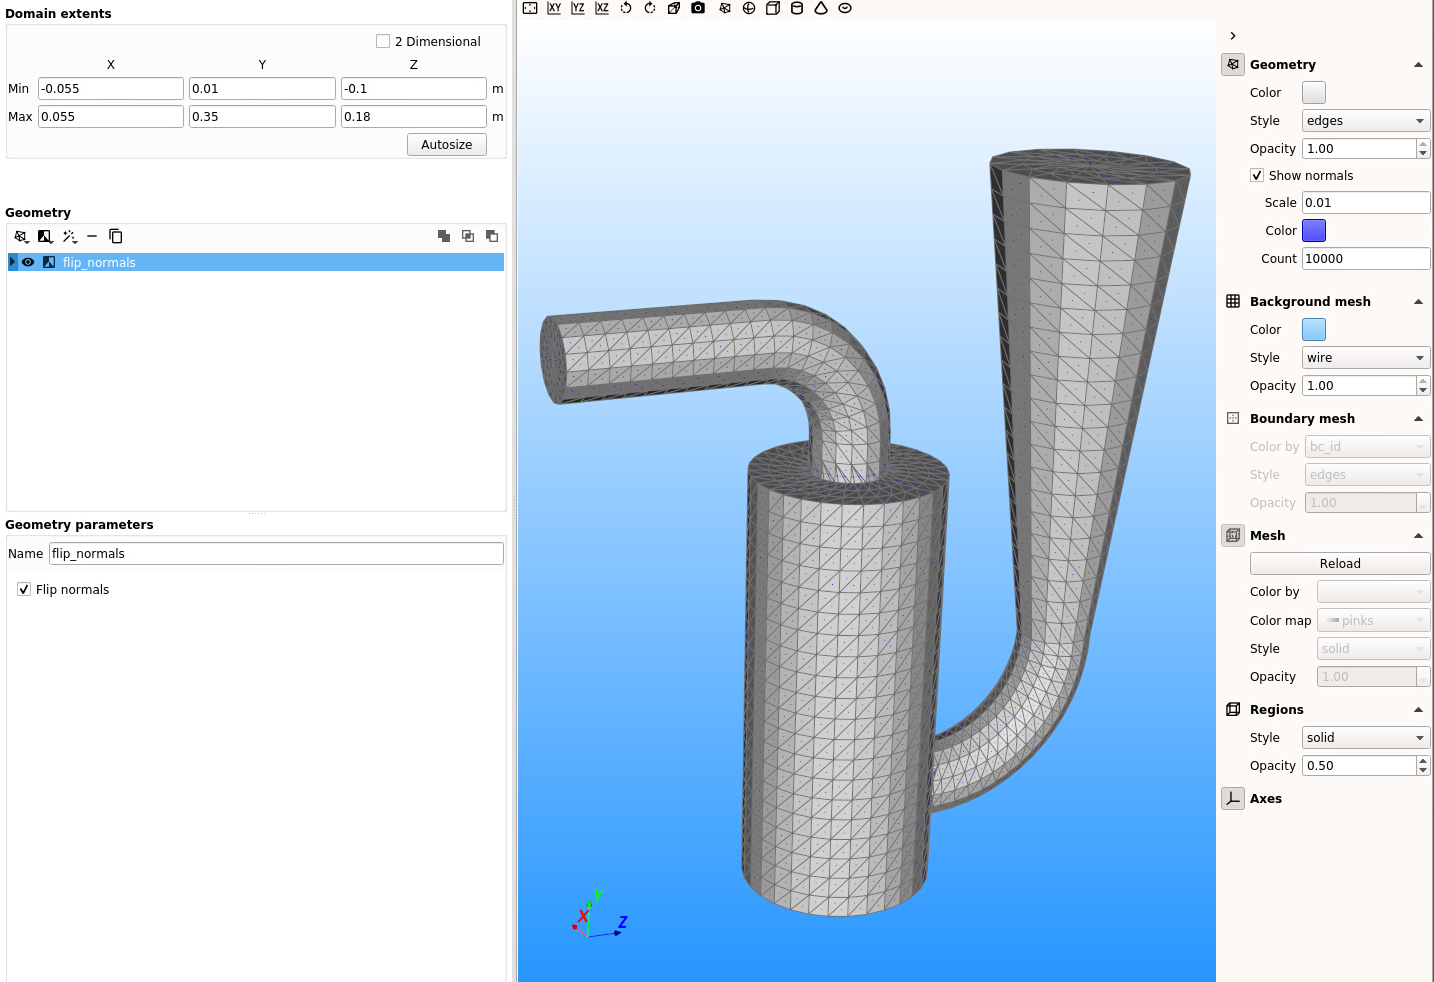 Domain extents
2 Dimensional
X Y Z
Min -0.055 0.01 -0.1 m
Max 0.055 0.35 0.18 m
Autosize
Geometry
flip_normals
Geometry parameters
Name flip_normals
Flip normals
XY YZ XZ
Y
X
Z
Geometry
Color
Style edges
Opacity 1.00
Show normals
Scale 0.01
Color
Count 10000
Background mesh
Color
Style wire
Opacity 1.00
Boundary mesh
Color by bc_id
Style edges
Opacity 1.00
Mesh
Reload
Color by
Color map pinks
Style solid
Opacity 1.00
Regions
Style solid
Opacity 0.50
Axes